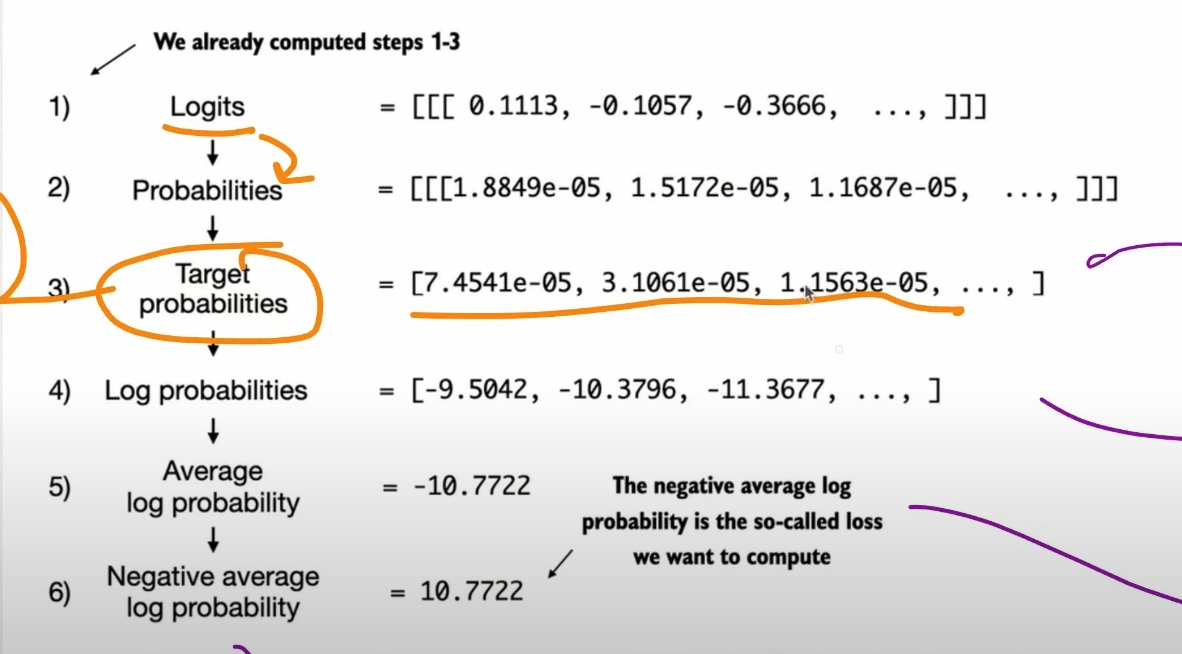 We already computed steps 1-3
1) Logits = [[[ 0.1113, -0.1057, -0.3666, ..., ]]]
2) Probabilities = [[[1.8849e-05, 1.5172e-05, 1.1687e-05, ..., ]]]
3) Target probabilities = [7.4541e-05, 3.1061e-05, 1.1563e-05, ..., ]
4) Log probabilities = [-9.5042, -10.3796, -11.3677, ..., ]
5) Average log probability = -10.7722
The negative average log
probability is the so-called loss
we want to compute
6) Negative average log probability = 10.7722